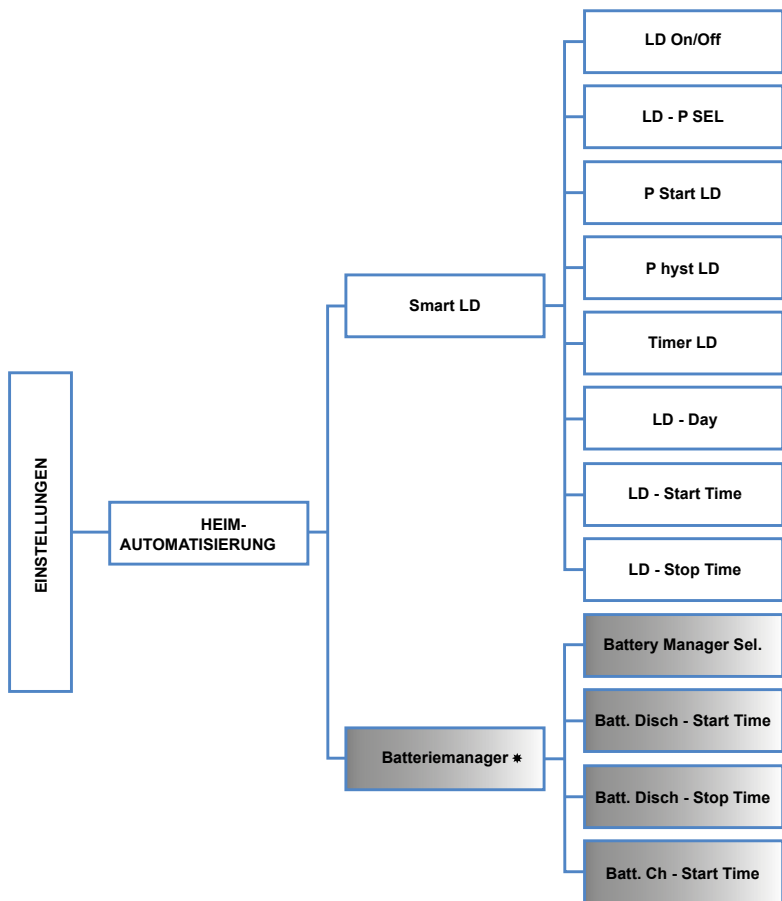 EINSTELLUNGEN
HEIM-
AUTOMATISIERUNG
Smart LD
LD On/Off
LD - P SEL
P Start LD
P hyst LD
Timer LD
LD - Day
LD - Start Time
LD - Stop Time
Batteriemanager ✷
Battery Manager Sel.
Batt. Disch - Start Time
Batt. Disch - Stop Time
Batt. Ch - Start Time